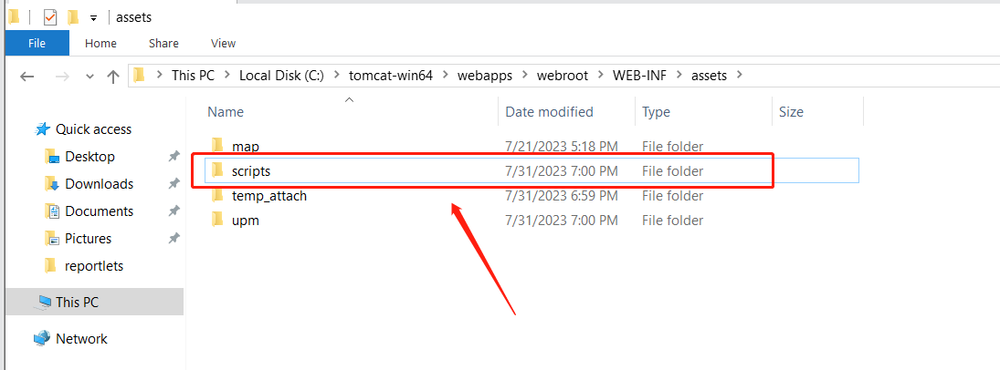 assets
File Home Share View
This PC Local Disk (C:) tomcat-win64 webapps webroot WEB-INF assets
Name Date modified Type Size
Quick access
Desktop
Downloads
Documents
Pictures
reportlets
This PC
Network
map 7/21/2023 5:18 PM File folder
scripts 7/31/2023 7:00 PM File folder
temp_attach 7/31/2023 6:59 PM File folder
upm 7/31/2023 7:00 PM File folder